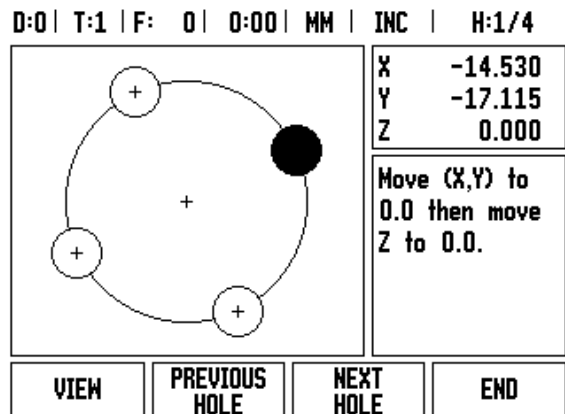 D:0| T:1 |F: 0| 0:00| MM | INC | H:1/4
X -14.530
Y -17.115
Z 0.000
Move (X,Y) to
0.0 then move
Z to 0.0.
VIEW
PREVIOUS
HOLE
NEXT
HOLE
END